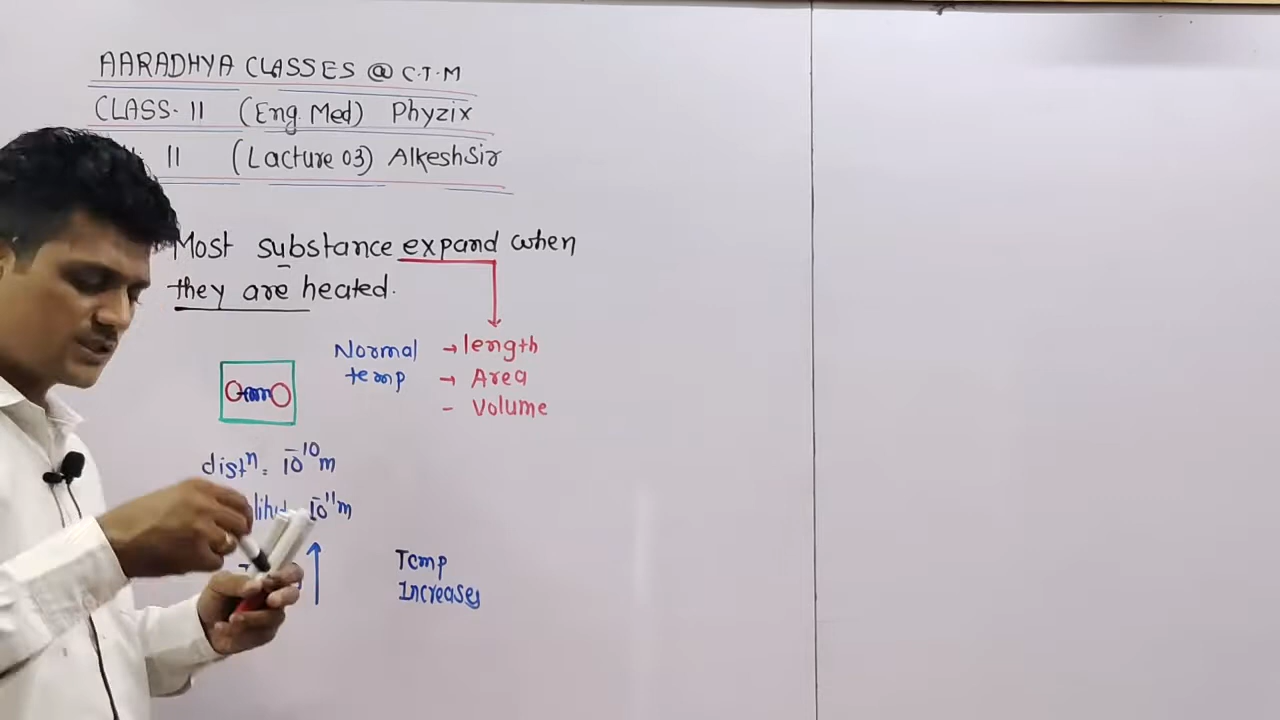 AARADHYA CLASSES @ C.T.M
CLASS-11 (Eng. Med) Phyzix
11 (Lacture 03) AlkeshSir
Most substance expand when
they are heated.
Normal → length
temp → Area
- Volume
distⁿ = 10⁻¹⁰m
10⁻¹¹m
Temp
Increases